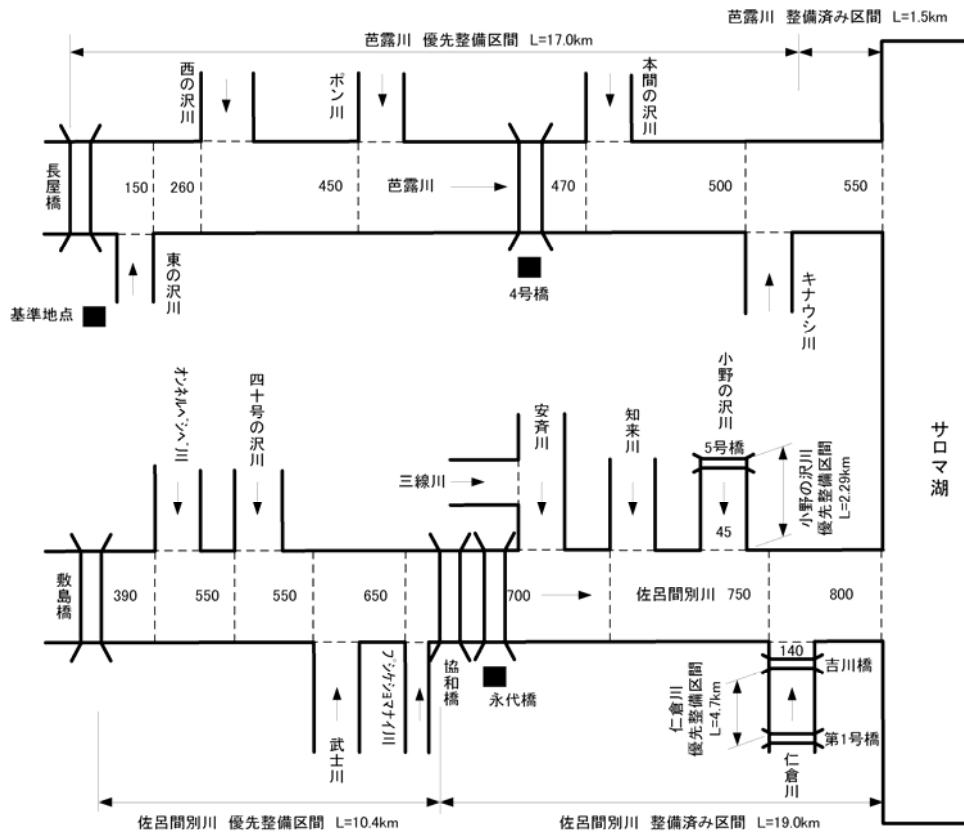 芭露川 整備済み区間 L=1.5km
芭露川 優先整備区間 L=17.0km
西の沢川
ポン川
本間の沢川
長屋橋
150
260
450
芭露川
470
500
550
東の沢川
基準地点
4号橋
キナウシ川
オンネルベシベ川
四十号の沢川
三線川
安斉川
知来川
小野の沢川
5号橋
45
小野の沢川
優先整備区間
L=2.29km
サロマ湖
敷島橋
390
550
550
650
700
佐呂間別川
750
800
武士川
プシケショマナイ川
協和橋
永代橋
140
吉川橋
仁倉川
優先整備区間
L=4.7km
第1号橋
仁倉川
佐呂間別川 優先整備区間 L=10.4km
佐呂間別川 整備済み区間 L=19.0km